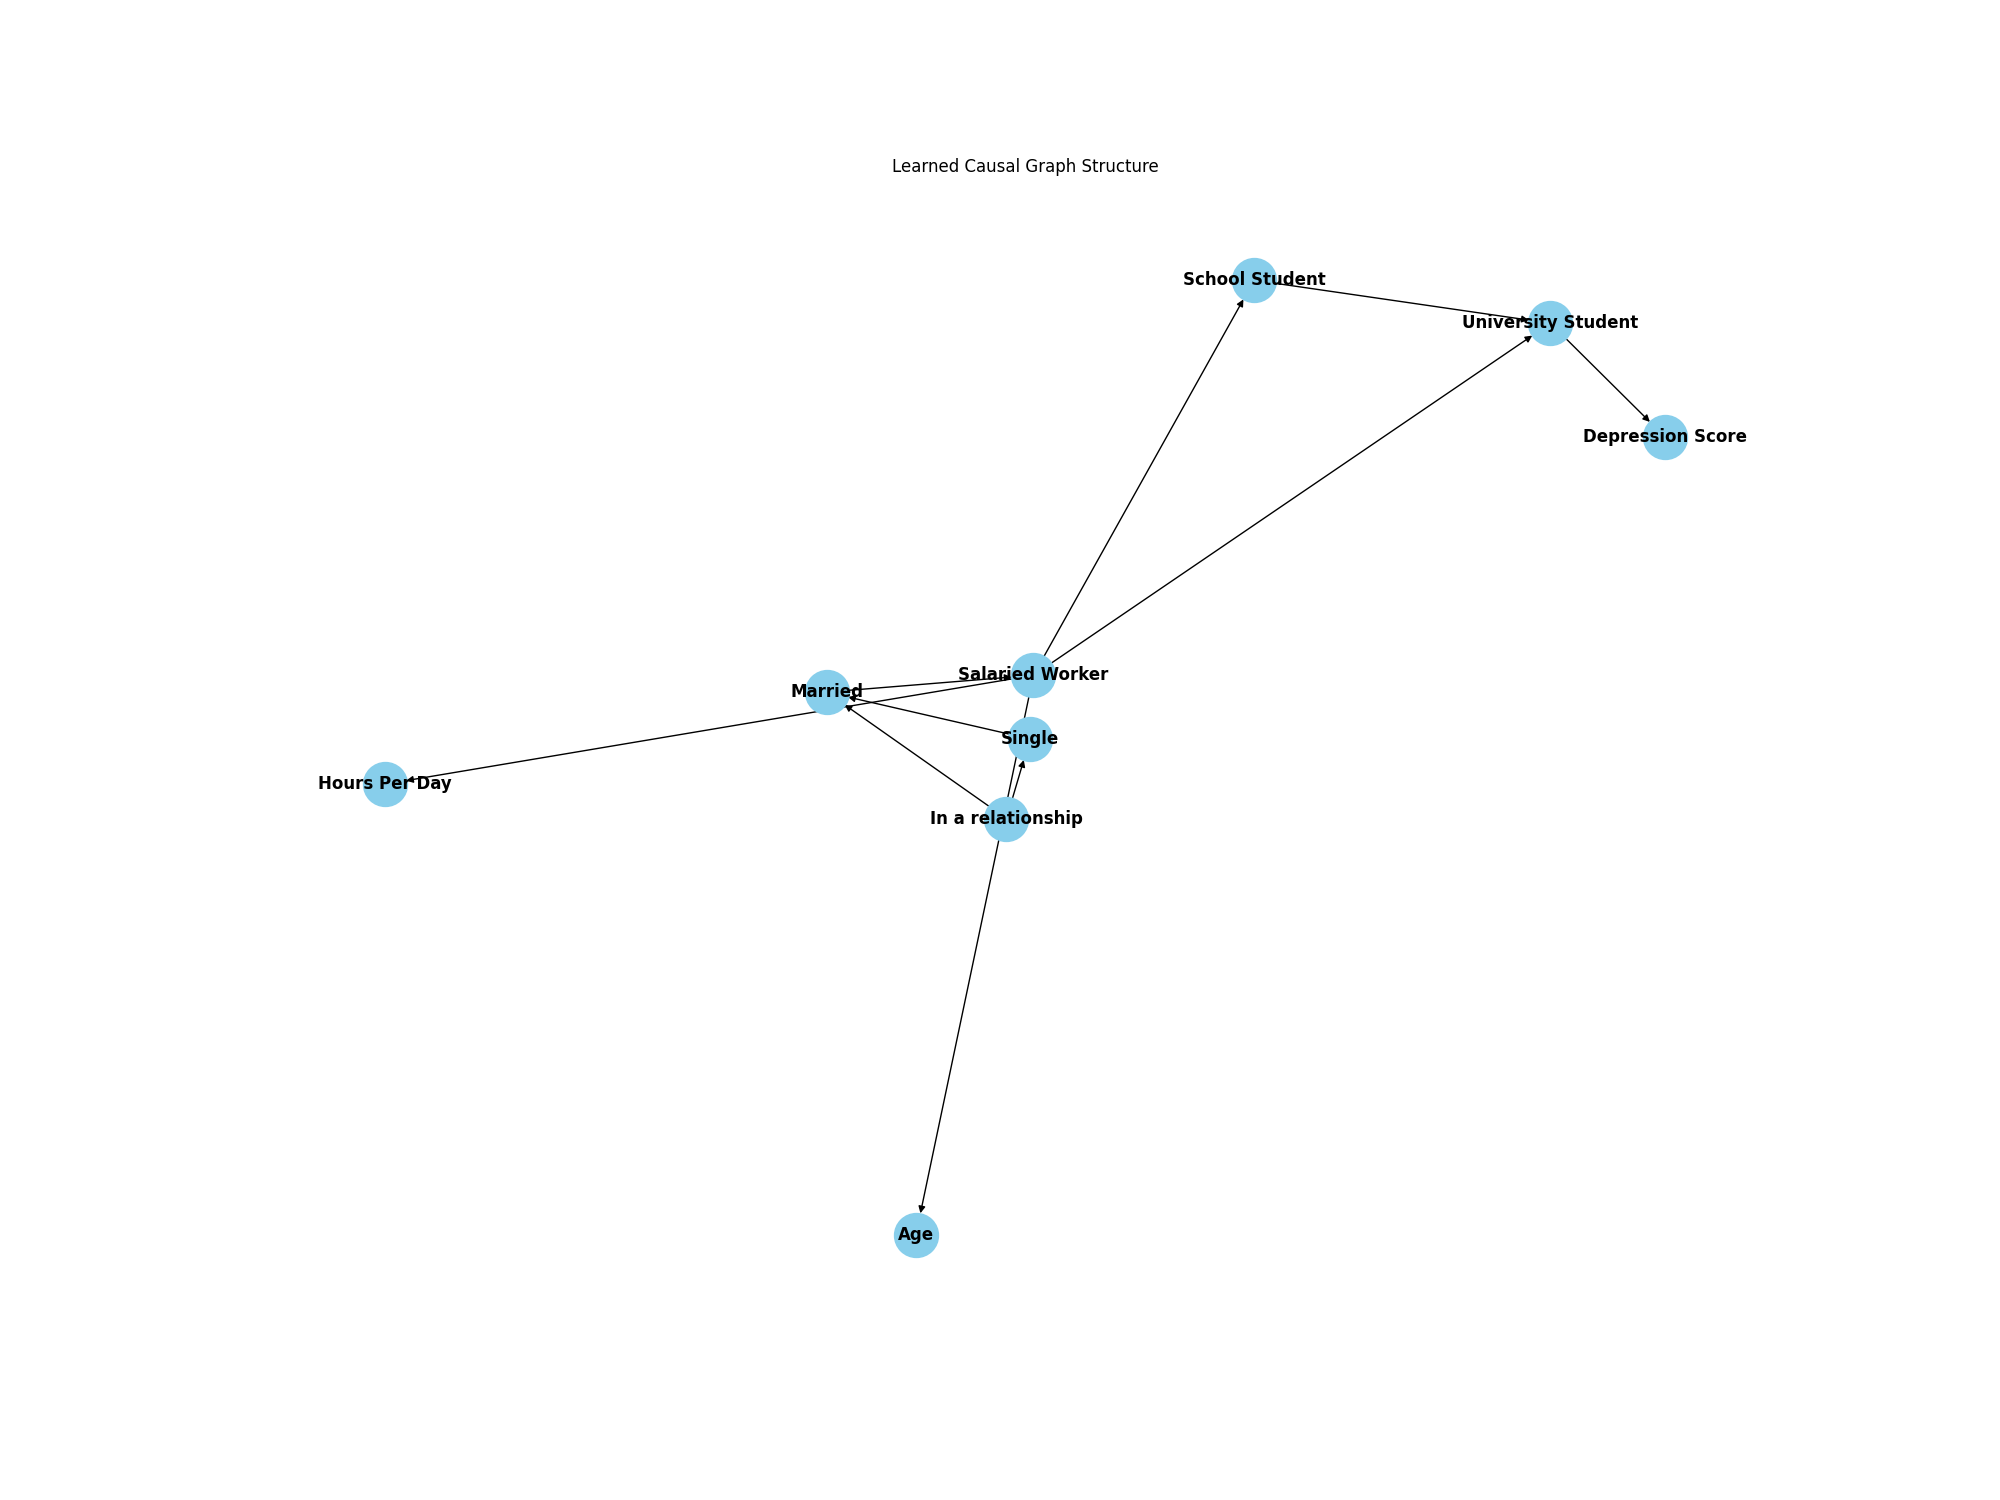 Learned Causal Graph Structure
School Student
University Student
Depression Score
Salaried Worker
Married
Single
Hours Per Day
In a relationship
Age